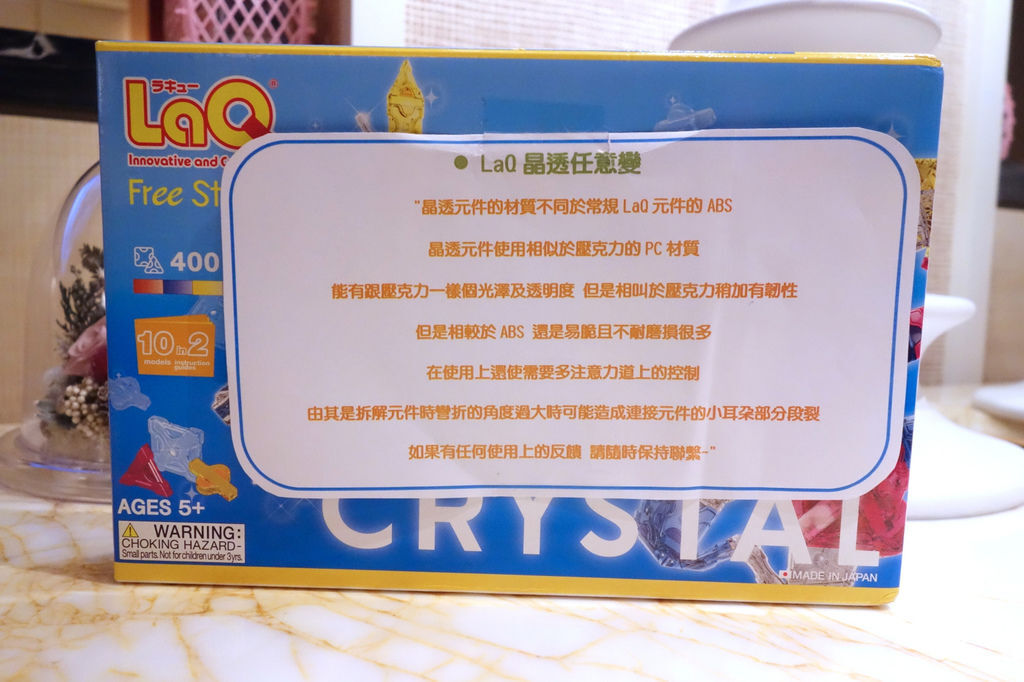 ラキュー
LaQ
Innovative and
Free
400
10 in 2
models instruction guides
AGES 5+
WARNING:
CHOKING HAZARD-
Small parts. Not for children under 3yrs.
● LaQ 晶透任意變
"晶透元件的材質不同於常規 LaQ 元件的 ABS
晶透元件使用相似於壓克力的 PC 材質
能有跟壓克力一樣個光澤及透明度 但是相叫於壓克力稍加有韌性
但是相較於 ABS 還是易脆且不耐磨損很多
在使用上還使需要多注意力道上的控制
由其是拆解元件時彎折的角度過大時可能造成連接元件的小耳朶部分段裂
如果有任何使用上的反饋 請隨時保持聯繫~"
CRYSTAL
MADE IN JAPAN